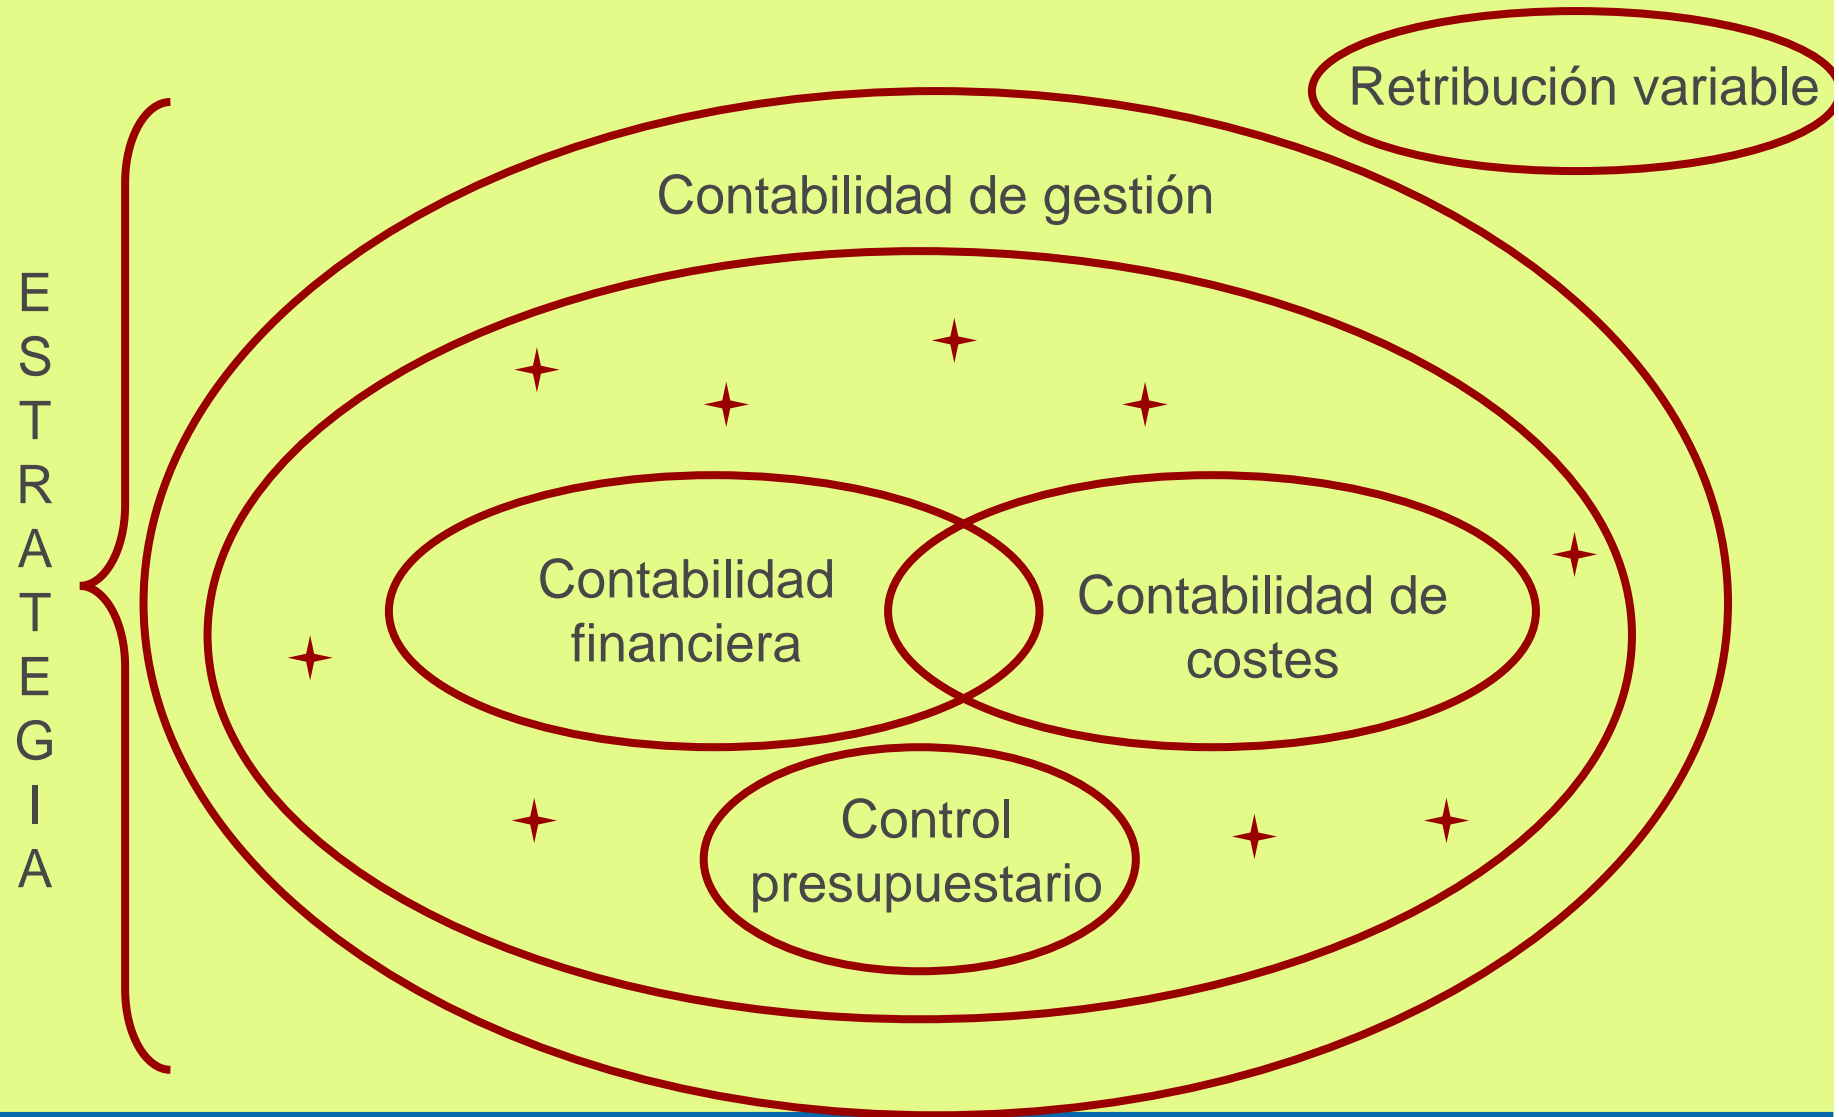 Retribución variable
Contabilidad de gestión
E
S
T
R
A
T
E
G
I
A
Contabilidad
financiera
Contabilidad de
costes
Control
presupuestario